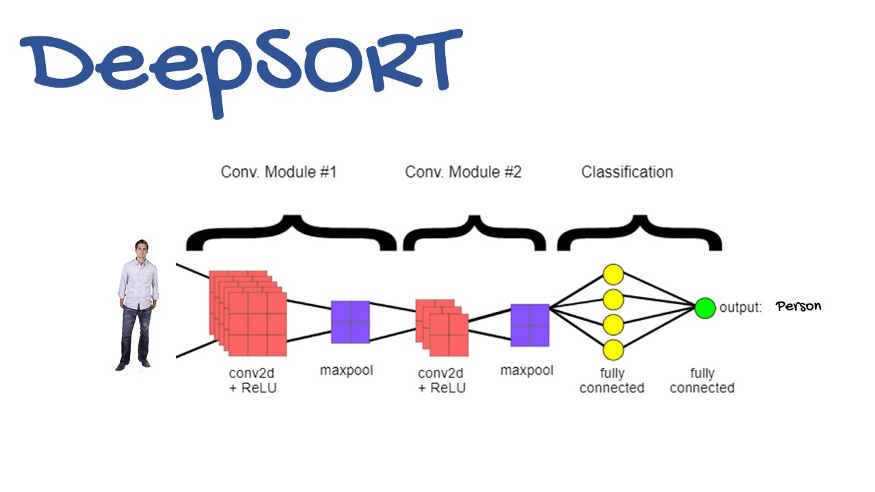 DeepSORT
Conv. Module #1
Conv. Module #2
Classification
output: Person
conv2d
+ ReLU
maxpool
conv2d
+ ReLU
maxpool
fully
connected
fully
connected